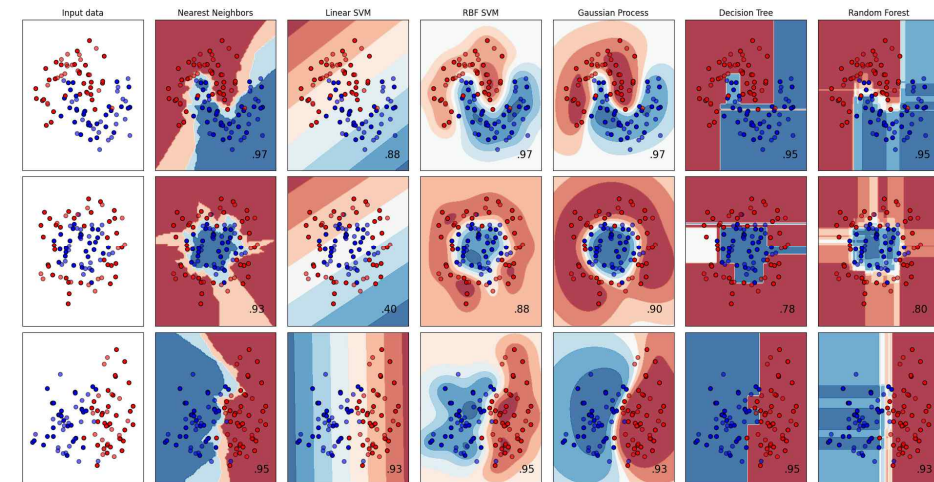 Input data Nearest Neighbors Linear SVM RBF SVM Gaussian Process Decision Tree Random Forest
.97 .88 .97 .97 .95 .95
.93 .40 .88 .90 .78 .80
.95 .93 .95 .93 .95 .93